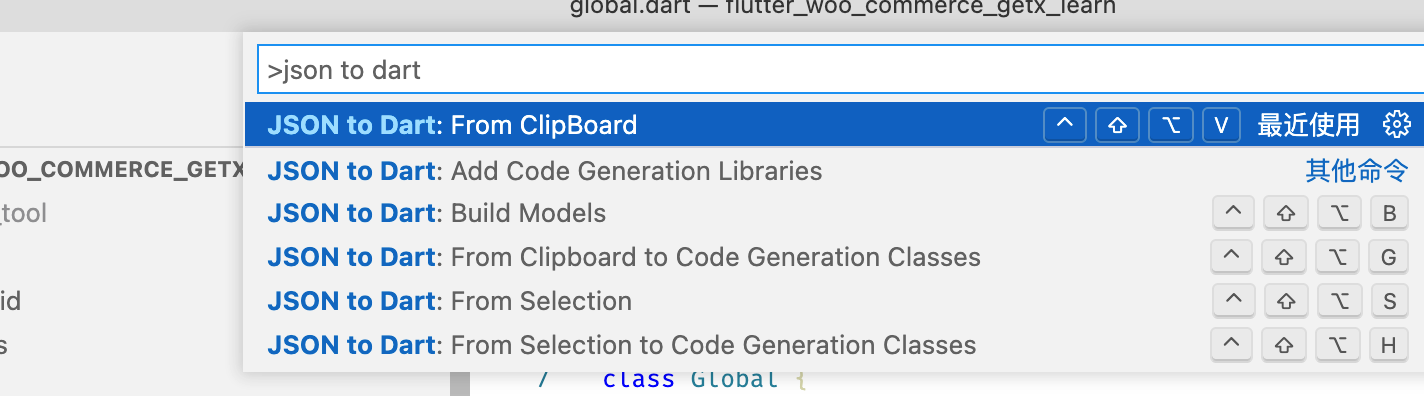 global.dart — flutter_woo_commerce_getx_learn
>json to dart
JSON to Dart: From ClipBoard ^ ⇧ ⌥ V 最近使用
OO_COMMERCE_GETX
JSON to Dart: Add Code Generation Libraries 其他命令
_tool
JSON to Dart: Build Models ^ ⇧ ⌥ B
JSON to Dart: From Clipboard to Code Generation Classes ^ ⇧ ⌥ G
id
JSON to Dart: From Selection ^ ⇧ ⌥ S
s
JSON to Dart: From Selection to Code Generation Classes ^ ⇧ ⌥ H
7 class Global {